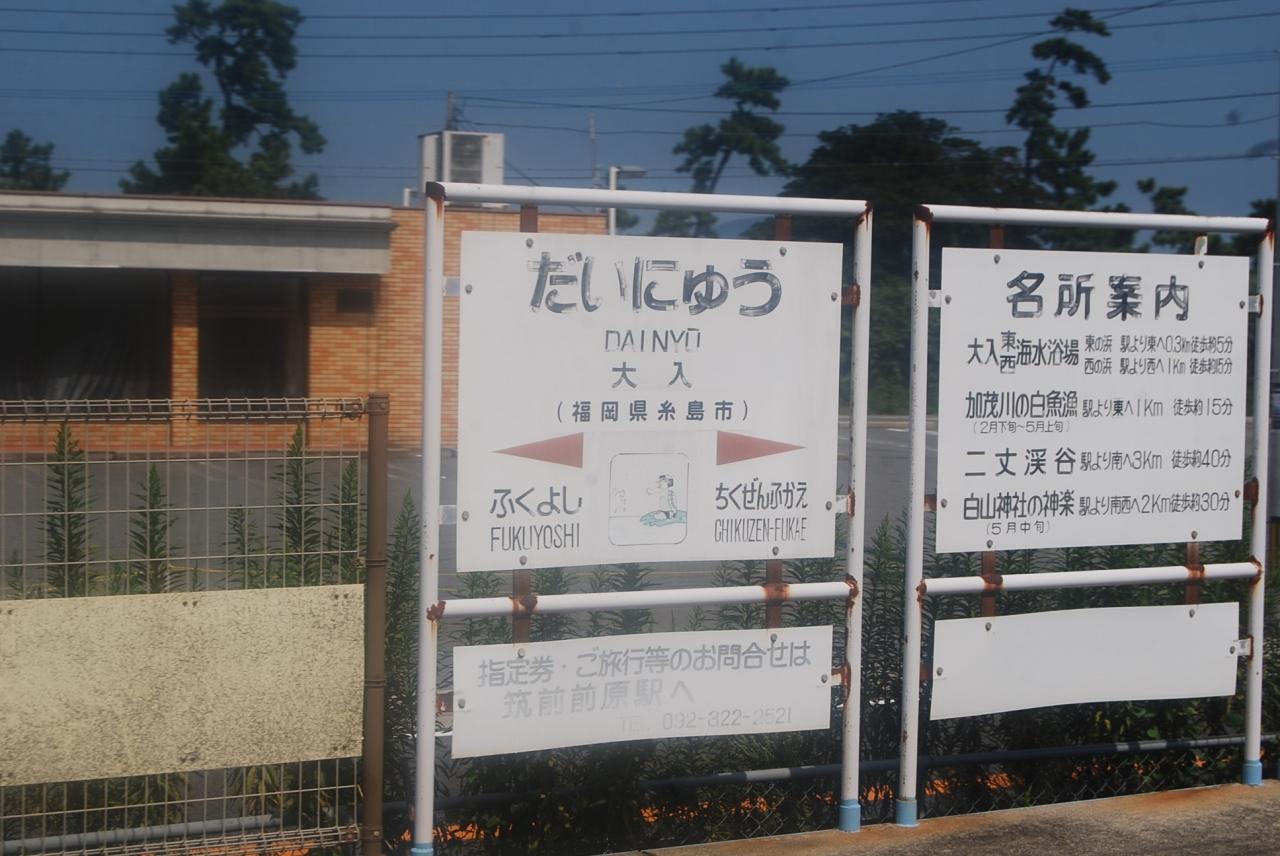 だいにゅう
DAINYŪ
大入
(福岡県糸島市)
ふくよし
FUKUYOSHI
ちくぜんふかえ
CHIKUZEN-FUKAE
指定券・ご旅行等のお問合せは
筑前前原駅へ
TEL. 092-322-2521
名所案内
大入東西海水浴場 東の浜 駅より東へ0.3Km徒歩約5分
西の浜 駅より西へ1Km 徒歩約15分
加茂川の白魚漁 駅より東へ1Km 徒歩約15分
(2月下旬~5月上旬)
二丈渓谷 駅より南へ3Km 徒歩約40分
白山神社の神楽 駅より南西へ2Km徒歩約30分
(5月中旬)